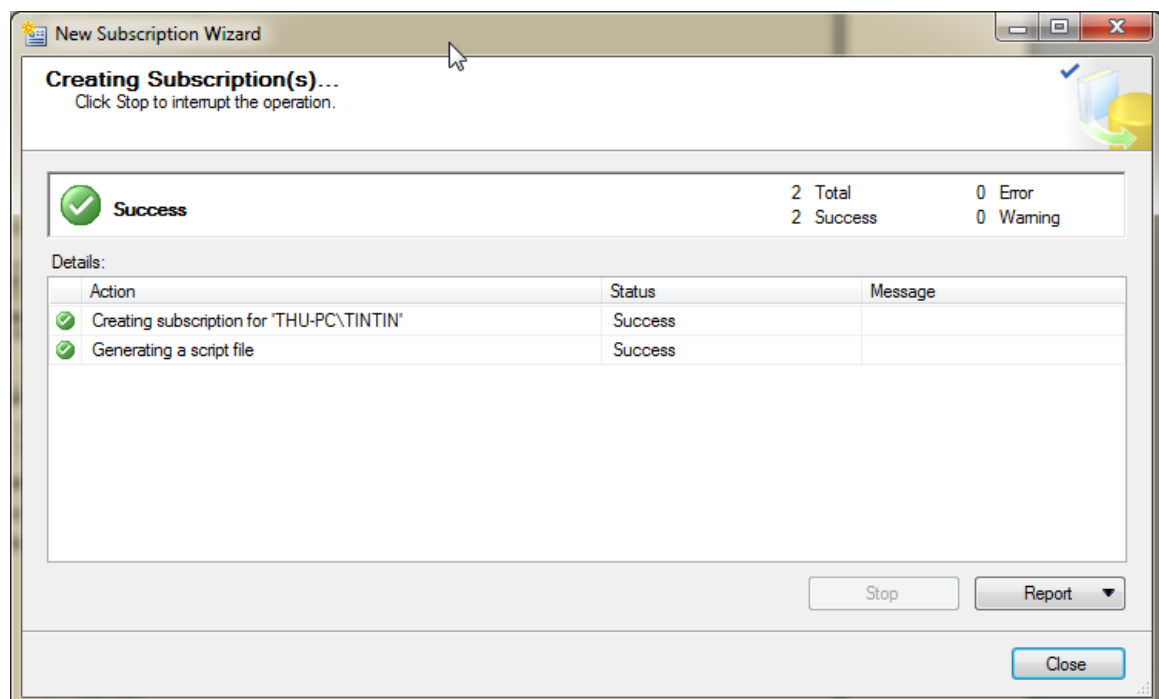 New Subscription Wizard
Creating Subscription(s)...
Click Stop to interrupt the operation.
Success 2 Total 0 Error
2 Success 0 Warning
Details:
Action Status Message
Creating subscription for 'THU-PC\TINTIN' Success
Generating a script file Success
Stop Report
Close